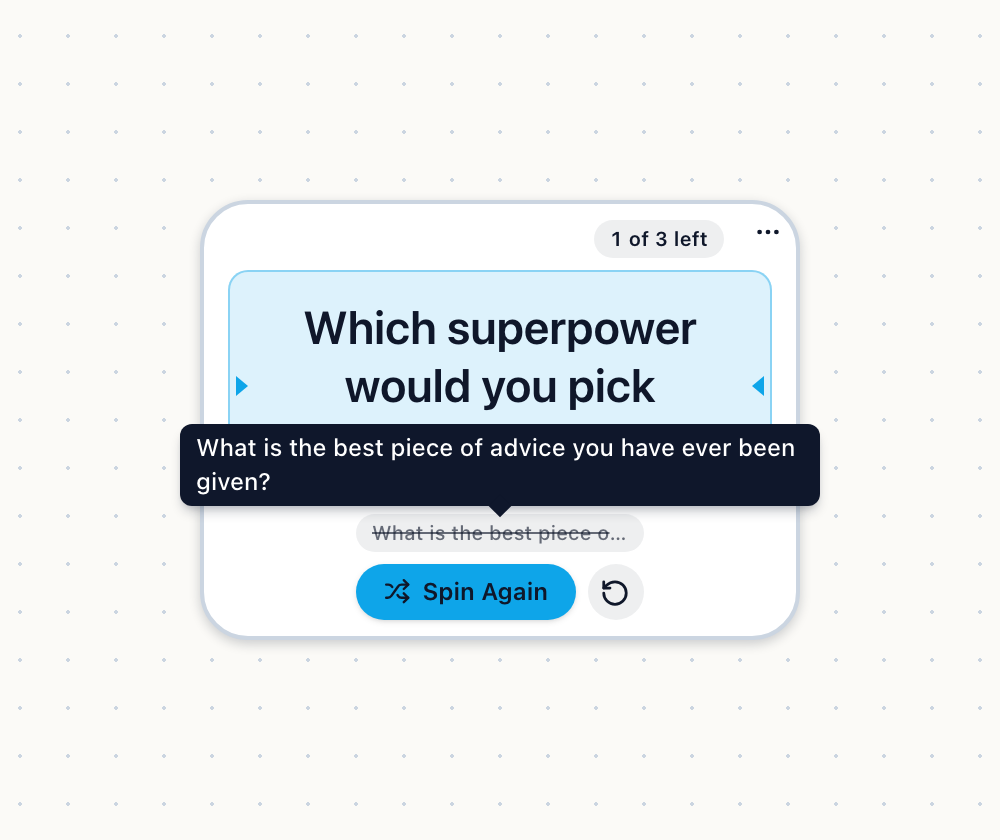 1 of 3 left
Which superpower
would you pick
What is the best piece of advice you have ever been
given?
What is the best piece o...
Spin Again